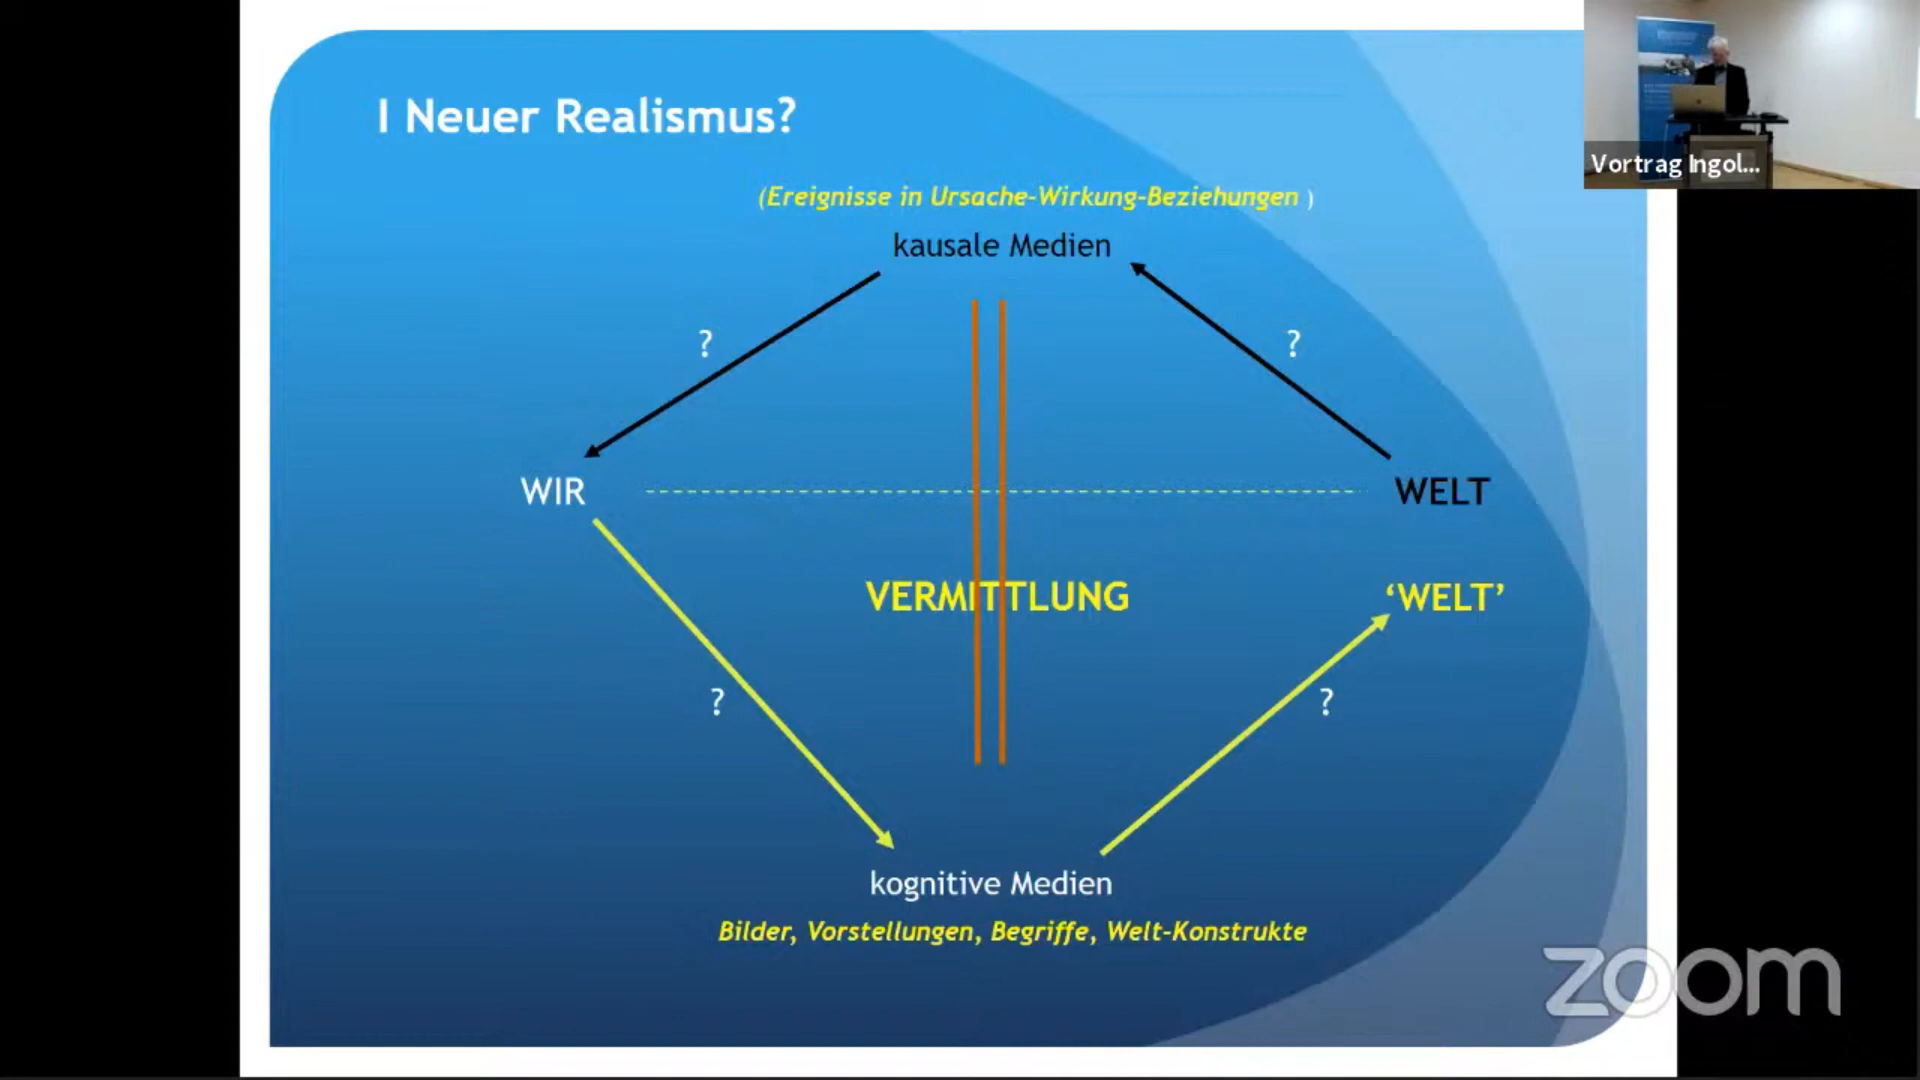 I Neuer Realismus?
Vortrag Ingol...
(Ereignisse in Ursache-Wirkung-Beziehungen )
kausale Medien
? ?
WIR WELT
VERMITTLUNG ‘WELT’
? ?
kognitive Medien
Bilder, Vorstellungen, Begriffe, Welt-Konstrukte
zoom